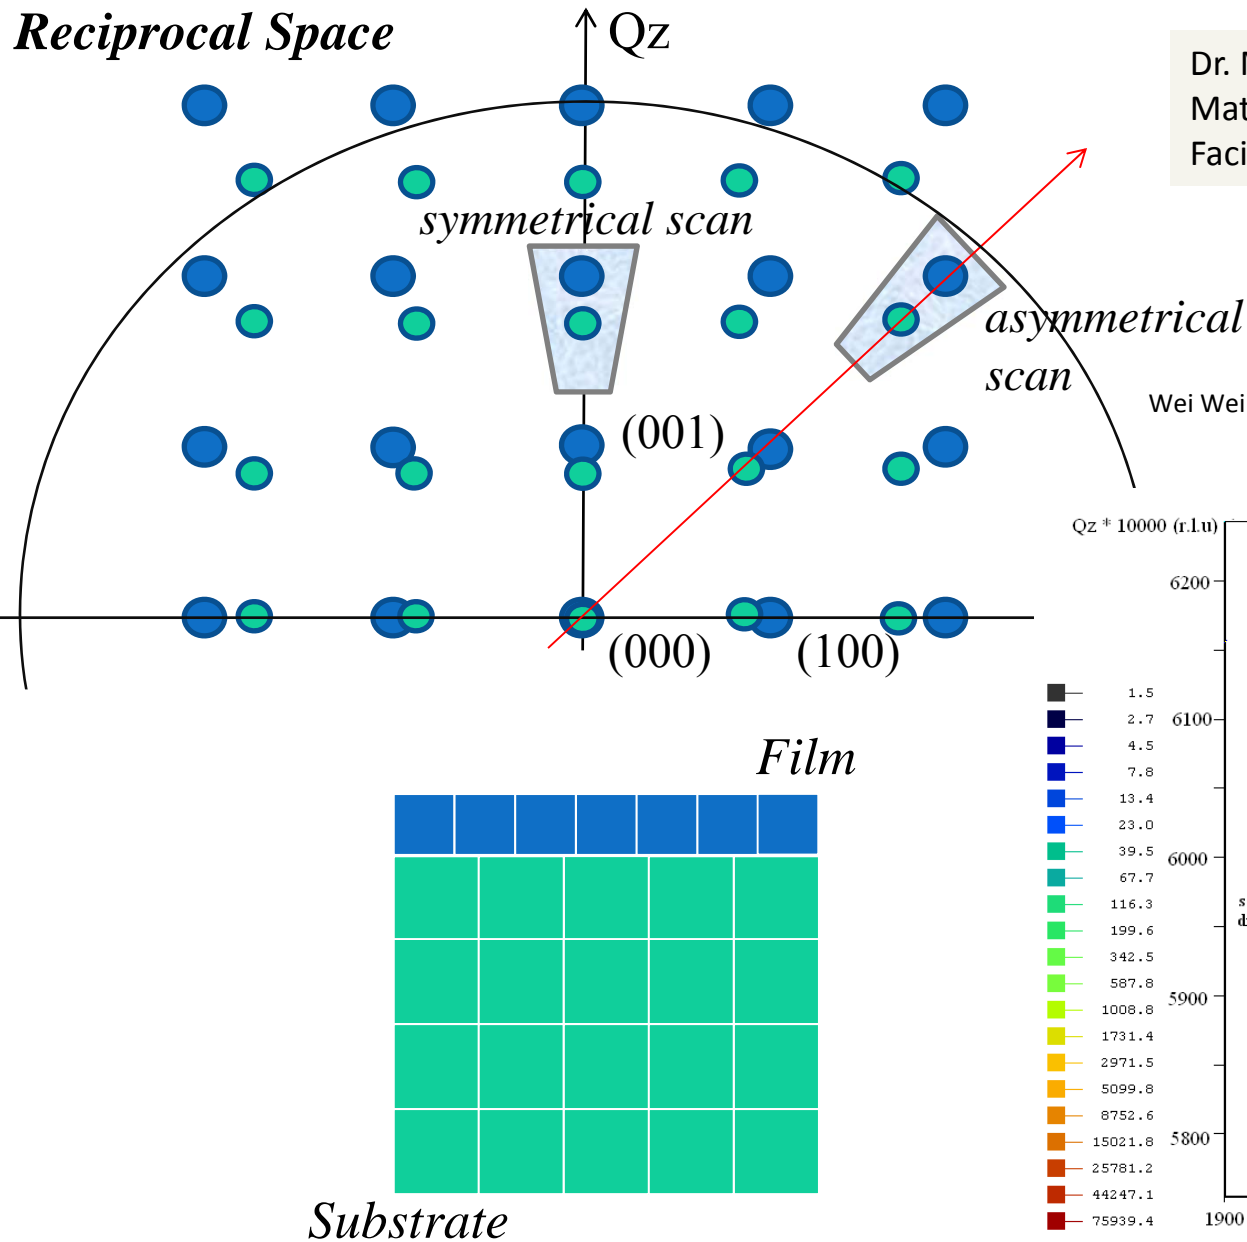 Reciprocal Space
Qz
Dr. 
Mat
Faci
symmetrical scan
asymmetrical
scan
Wei Wei
(001)
(000)
(100)
Qz * 10000 (r.l.u)
6200
6100
6000
5900
5800
1900
1.5
2.7
4.5
7.8
13.4
23.0
39.5
67.7
116.3
199.6
342.5
587.8
1008.8
1731.4
2971.5
5099.8
8752.6
15021.8
25781.2
44247.1
75939.4
Film
Substrate